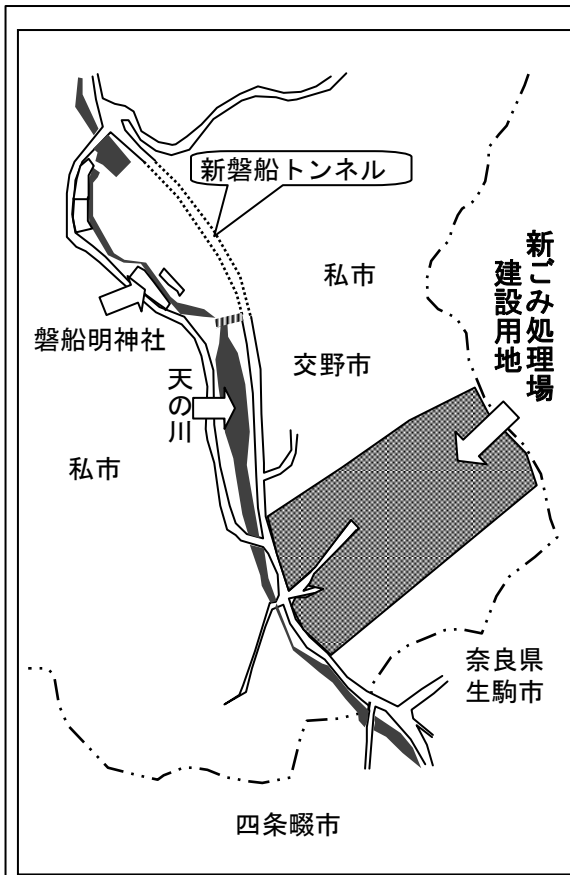 新磐船トンネル
私市
新ごみ処理場
建設用地
磐船明神社
交野市
天の川
私市
奈良県
生駒市
四条畷市